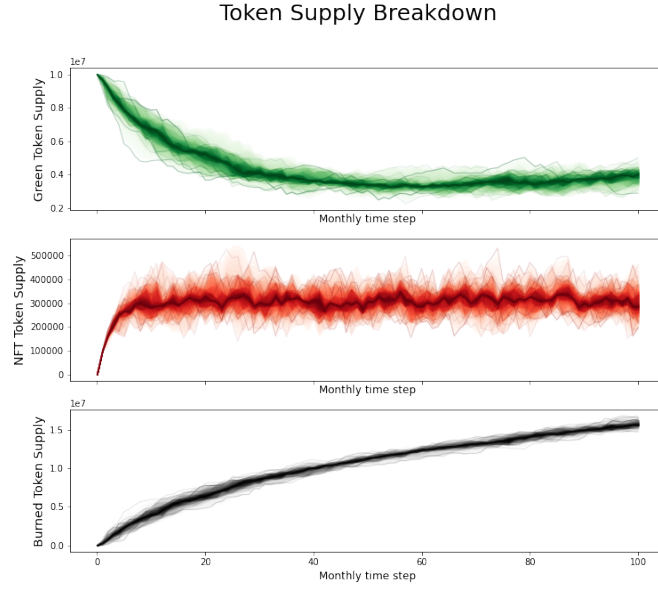 Token Supply Breakdown
1e7
1.0
0.8
0.6
0.4
0.2
Green Token Supply
Monthly time step
500000
400000
300000
200000
100000
0
NFT Token Supply
Monthly time step
1e7
1.5
1.0
0.5
0.0
Burned Token Supply
0 20 40 60 80 100
Monthly time step